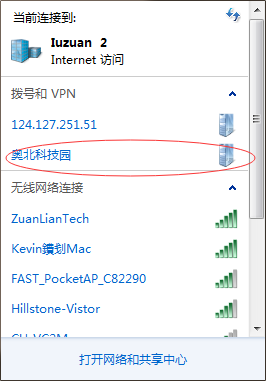 当前连接到:
Iuzuan 2
Internet 访问
拨号和 VPN
124.127.251.51
奥北科技园
无线网络连接
ZuanLianTech
Kevin鐨刴Mac
FAST_PocketAP_C82290
Hillstone-Vistor
打开网络和共享中心